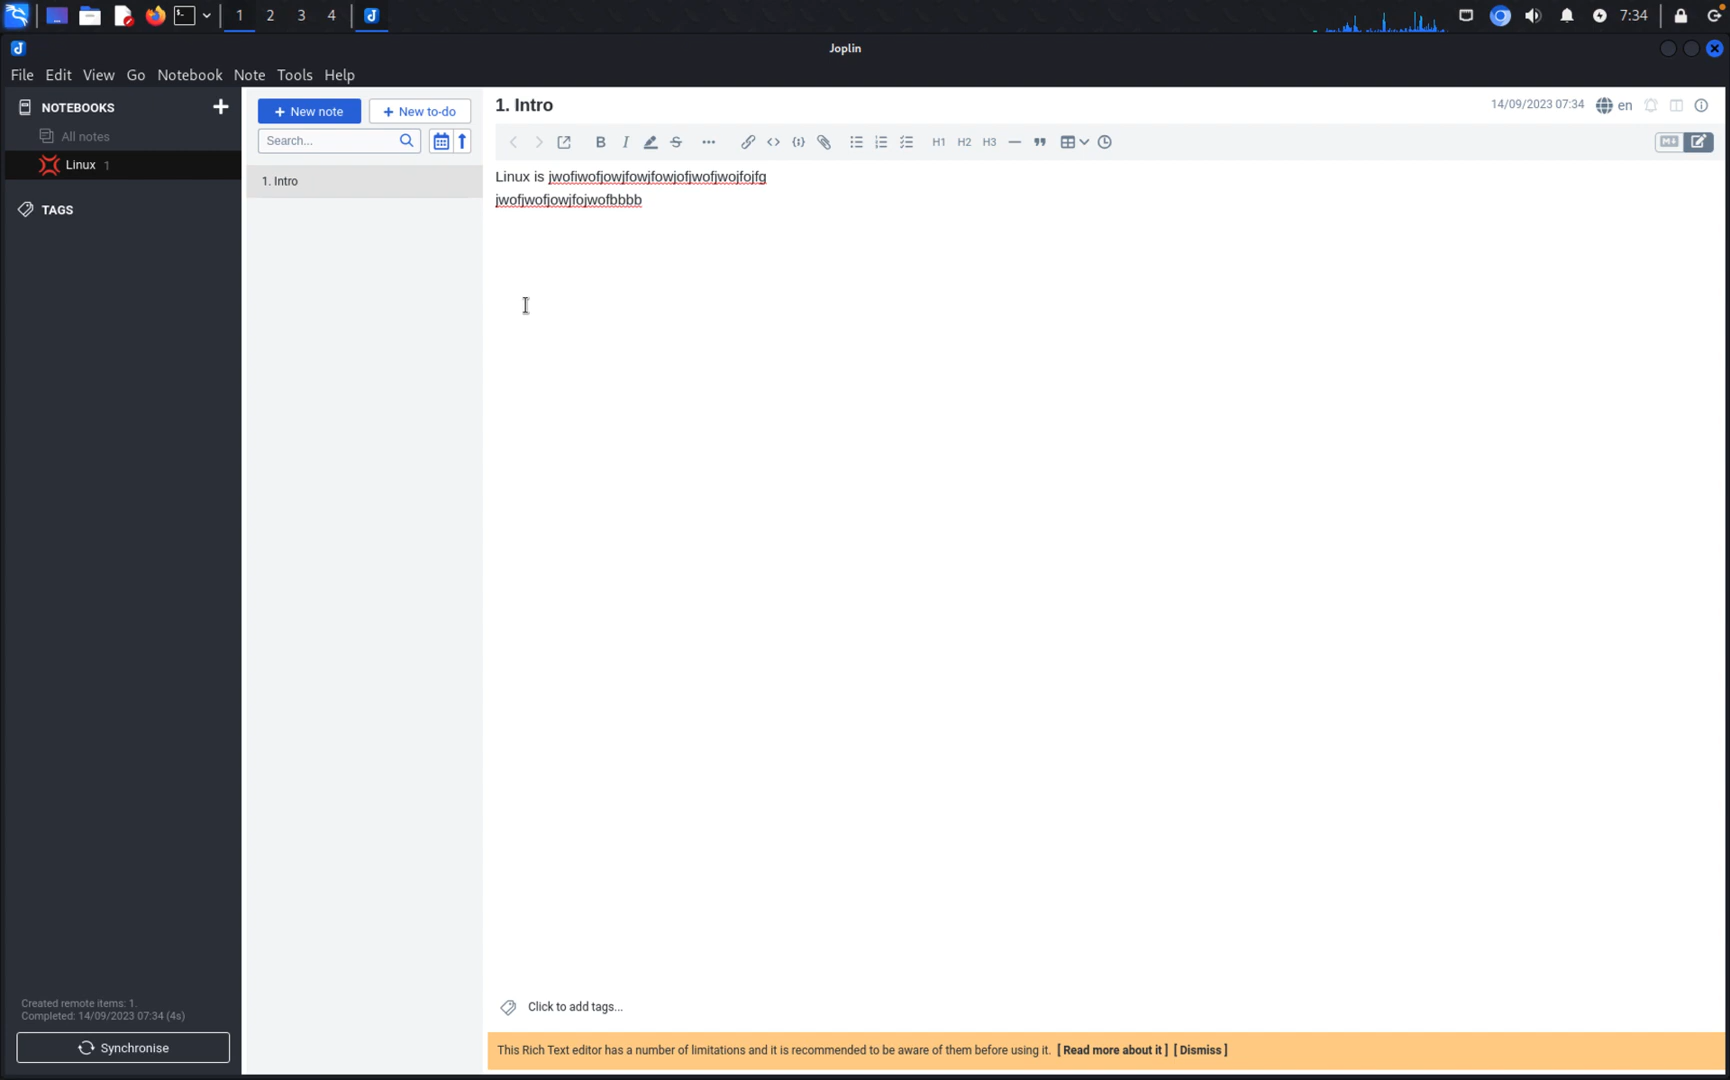 1 2 3 4 7:34
Joplin
File Edit View Go Notebook Note Tools Help
NOTEBOOKS
All notes
Linux 1
TAGS
Created remote items: 1.
Completed: 14/09/2023 07:34 (4s)
Synchronise
+ New note + New to-do
Search...
1. Intro
1. Intro
14/09/2023 07:34 en
B I S H1 H2 H3
Linux is jwofiwofjowjfowjfowjofjwofjwojfojfg
jwofjwofjowjfojwofbbbb
Click to add tags...
This Rich Text editor has a number of limitations and it is recommended to be aware of them before using it. [ Read more about it ] [ Dismiss ]